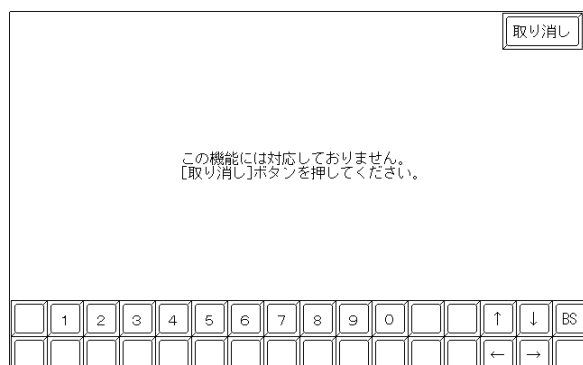 取り消し
この機能には対応しておりません。
[取り消し]ボタンを押してください。
1 2 3 4 5 6 7 8 9 0 ↑ ↓ BS
← →